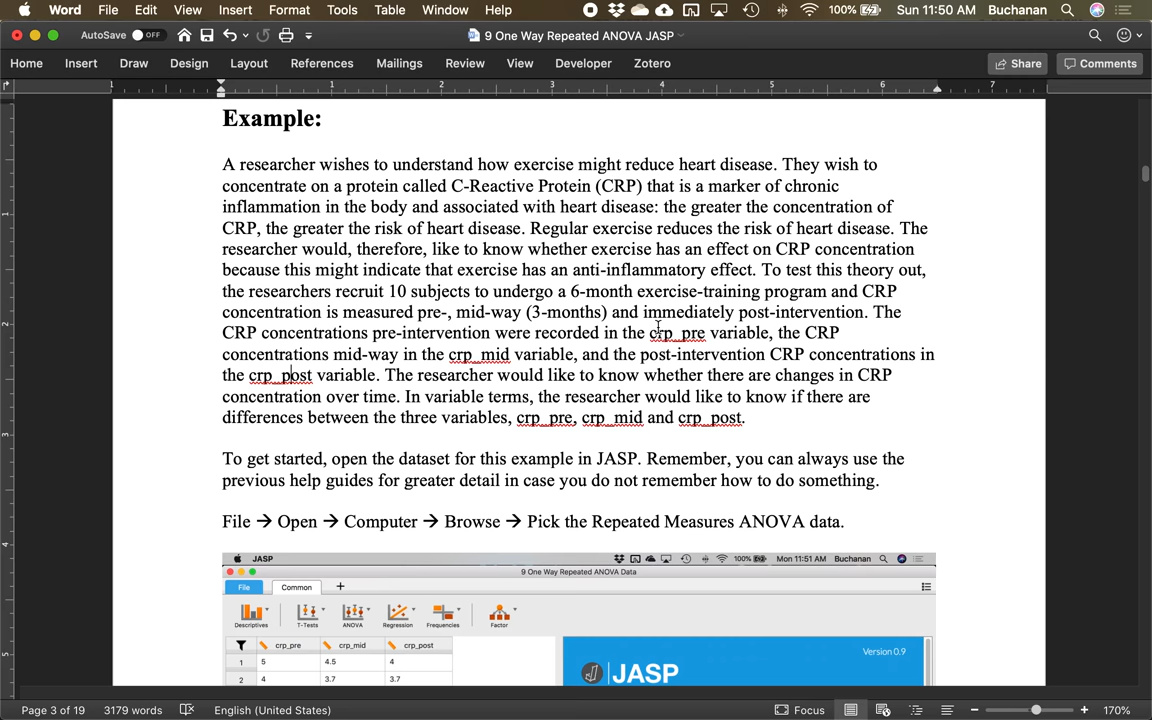 Word File Edit View Insert Format Tools Table Window Help 100% Sun 11:50 AM Buchanan
AutoSave OFF 9 One Way Repeated ANOVA JASP
Home Insert Draw Design Layout References Mailings Review View Developer Zotero Share Comments
1 1 2 3 4 5 6 7
Example:
A researcher wishes to understand how exercise might reduce heart disease. They wish to
concentrate on a protein called C-Reactive Protein (CRP) that is a marker of chronic
inflammation in the body and associated with heart disease: the greater the concentration of
CRP, the greater the risk of heart disease. Regular exercise reduces the risk of heart disease. The
researcher would, therefore, like to know whether exercise has an effect on CRP concentration
because this might indicate that exercise has an anti-inflammatory effect. To test this theory out,
the researchers recruit 10 subjects to undergo a 6-month exercise-training program and CRP
concentration is measured pre-, mid-way (3-months) and immediately post-intervention. The
CRP concentrations pre-intervention were recorded in the crp_pre variable, the CRP
concentrations mid-way in the crp_mid variable, and the post-intervention CRP concentrations in
the crp_post variable. The researcher would like to know whether there are changes in CRP
concentration over time. In variable terms, the researcher would like to know if there are
differences between the three variables, crp_pre, crp_mid and crp_post.
To get started, open the dataset for this example in JASP. Remember, you can always use the
previous help guides for greater detail in case you do not remember how to do something.
File → Open → Computer → Browse → Pick the Repeated Measures ANOVA data.
JASP 100% Mon 11:51 AM Buchanan
9 One Way Repeated ANOVA Data
File Common +
Descriptives T-Tests ANOVA Regression Frequencies Factor
crp_pre crp_mid crp_post Version 0.9
1 5 4.5 4
JASP
2 4 3.7 3.7
Page 3 of 19 3179 words English (United States) Focus 170%